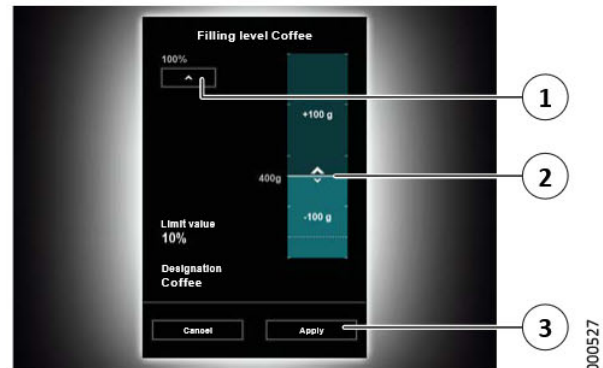 Filling level Coffee
100%
+100 g
400g
-100 g
Limit value
10%
Designation
Coffee
Cancel
Apply
1
2
3
000527